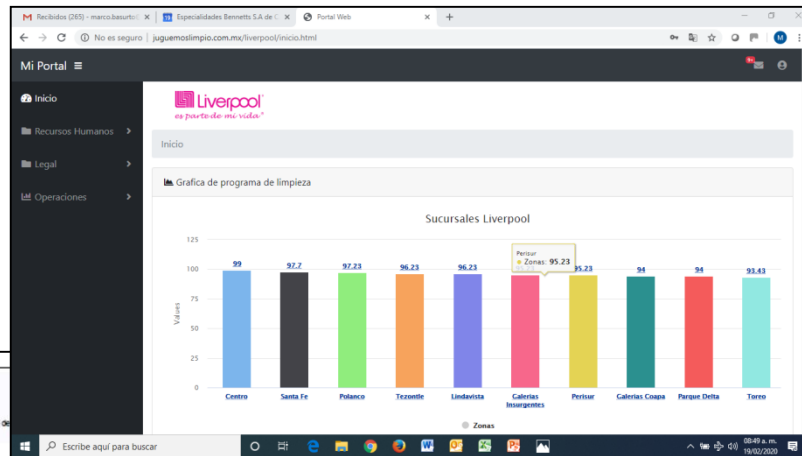 Recibidos (265) - marco.basurto
Especialidades Bennetts S.A de C
Portal Web
No es seguro | juguemoslimpio.com.mx/liverpool/inicio.html
M
Mi Portal
9+
Inicio
Recursos Humanos
Legal
Operaciones
Liverpool
es parte de mi vida
Inicio
Grafica de programa de limpieza
Sucursales Liverpool
Values
125
100
75
50
25
0
99
97.7
97.23
96.23
96.23
95.23
94
94
93.43
Perisur
Zonas: 95.23
Centro
Santa Fe
Polanco
Tezontle
Lindavista
Galerias Insurgentes
Perisur
Galerias Coapa
Parque Delta
Toreo
Zonas
de
Escribe aquí para buscar
08:49 a. m.
19/02/2020